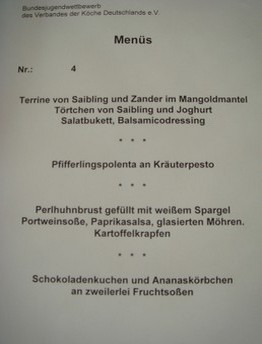 Bundesjugendwettbewerb
des Verbandes der Köche Deutschlands e.V.
Menüs
Nr.: 4
Terrine von Saibling und Zander im Mangoldmantel
Törtchen von Saibling und Joghurt
Salatbukett, Balsamicodressing
* * *
Pfifferlingspolenta an Kräuterpesto
* * *
Perlhuhnbrust gefüllt mit weißem Spargel
Portweinsoße, Paprikasalsa, glasierten Möhren.
Kartoffelkrapfen
* * *
Schokoladenkuchen und Ananaskörbchen
an zweilerlei Fruchtsoßen